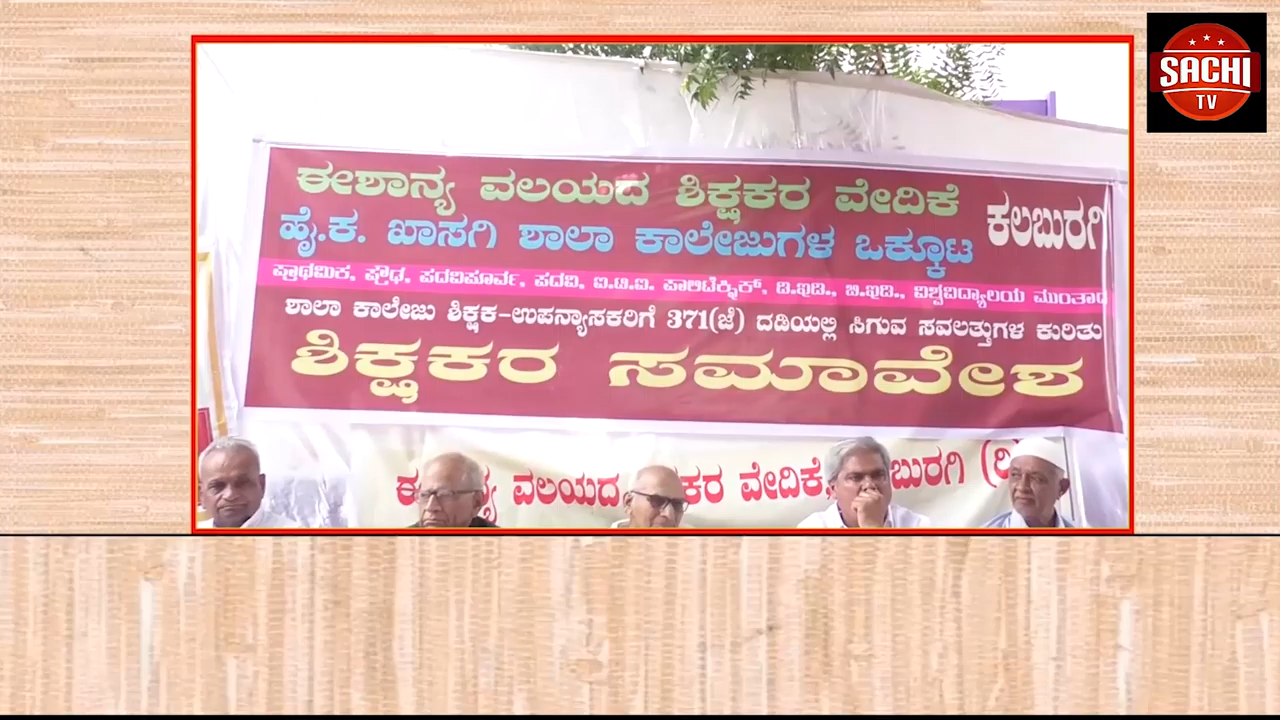 SACHI
TV
ಈಶಾನ್ಯ ವಲಯದ ಶಿಕ್ಷಕರ ವೇದಿಕೆ
ಕಲಬುರಗಿ
ಹೈ.ಕ. ಖಾಸಗಿ ಶಾಲಾ ಕಾಲೇಜುಗಳ ಒಕ್ಕೂಟ
ಪ್ರಾಥಮಿಕ, ಪ್ರೌಢ, ಪದವಿಪೂರ್ವ, ಪದವಿ, ಐ.ಟಿ.ಐ. ಪಾಲಿಟೆಕ್ನಿಕ್, ಡಿ.ಇಡಿ., ಬಿ.ಇಡಿ., ವಿಶ್ವವಿದ್ಯಾಲಯ
ಶಾಲಾ ಕಾಲೇಜು ಶಿಕ್ಷಕ-ಉಪನ್ಯಾಸಕರಿಗೆ 371(ಜೆ) ದಡಿಯಲ್ಲಿ ಸಿಗುವ ಸವಲತ್ತುಗಳ ಕುರಿತು
ಶಿಕ್ಷಕರ ಸಮಾವೇಶ
ವಲಯದ ವೇದಿಕೆ,